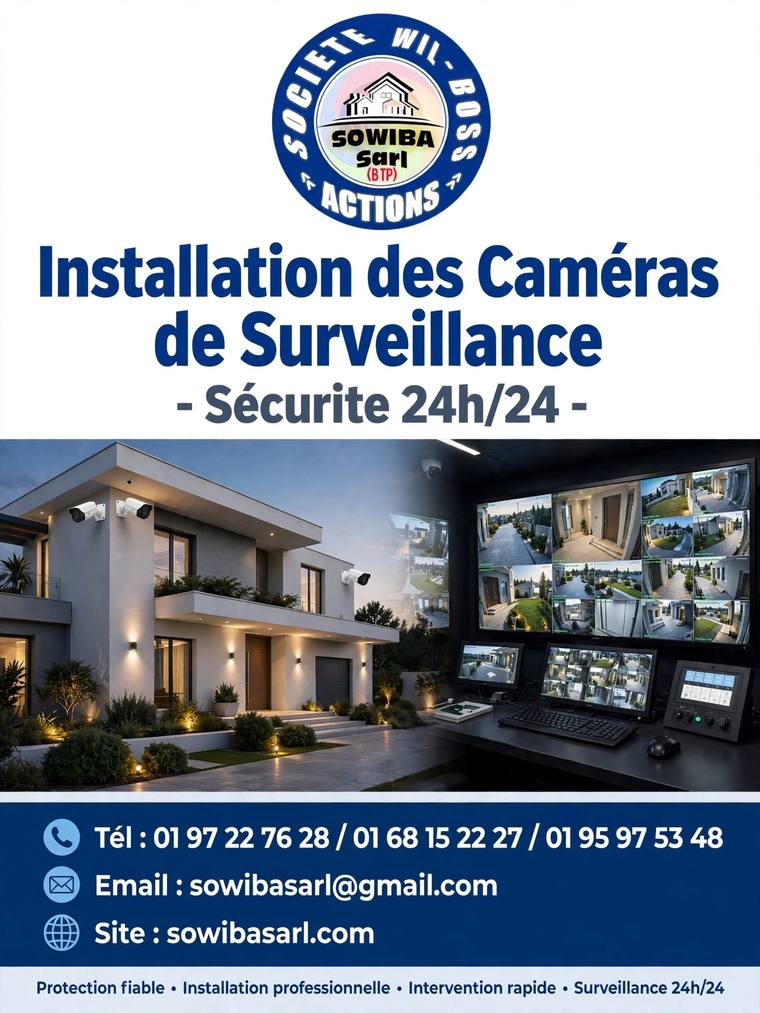 SOCIETE WIL-BOSS
SOWIBA
Sarl
(BTP)
« ACTIONS »
Installation des Caméras
de Surveillance
- Sécurite 24h/24 -
Tél : 01 97 22 76 28 / 01 68 15 22 27 / 01 95 97 53 48
Email : sowibasarl@gmail.com
Site : sowibasarl.com
Protection fiable • Installation professionnelle • Intervention rapide • Surveillance 24h/24